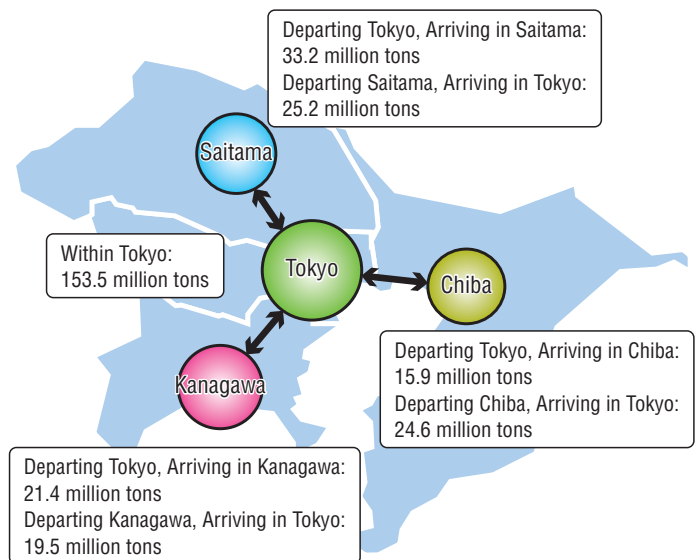 Departing Tokyo, Arriving in Saitama:
33.2 million tons
Departing Saitama, Arriving in Tokyo:
25.2 million tons
Saitama
Within Tokyo:
153.5 million tons
Tokyo
Chiba
Kanagawa
Departing Tokyo, Arriving in Chiba:
15.9 million tons
Departing Chiba, Arriving in Tokyo:
24.6 million tons
Departing Tokyo, Arriving in Kanagawa:
21.4 million tons
Departing Kanagawa, Arriving in Tokyo:
19.5 million tons